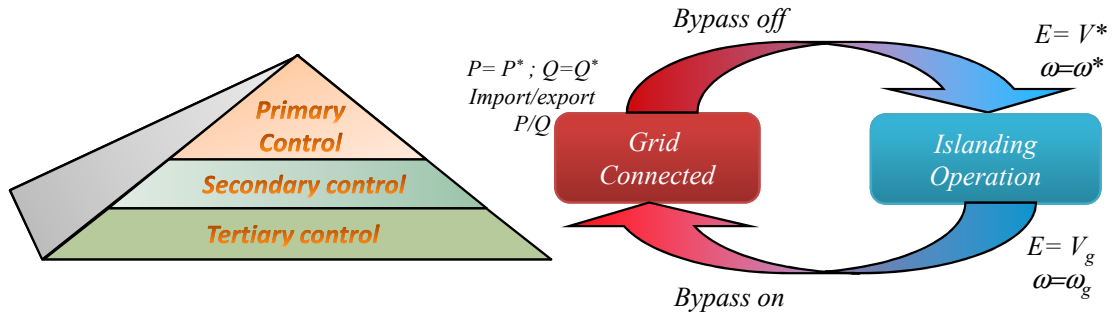 Primary
Control
Secondary control
Tertiary control
Bypass off
P= P* ; Q=Q*
Import/export
P/Q
E= V*
ω=ω*
Grid
Connected
Islanding
Operation
E= Vg
ω=ωg
Bypass on